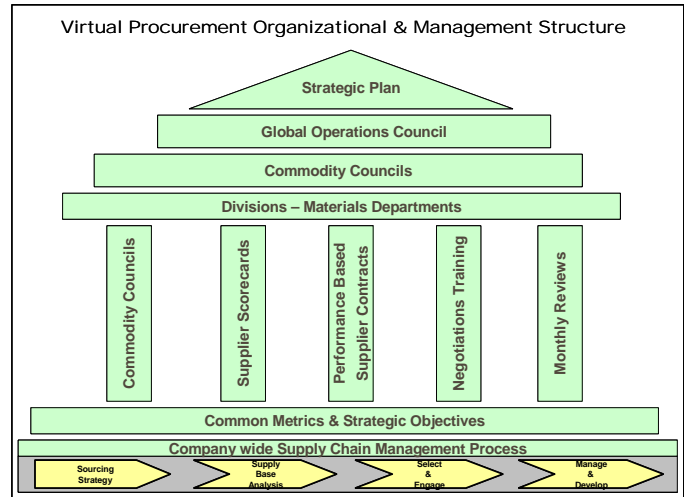 Virtual Procurement Organizational & Management Structure
Strategic Plan
Global Operations Council
Commodity Councils
Divisions – Materials Departments
Commodity Councils
Supplier Scorecards
Performance Based
Supplier Contracts
Negotiations Training
Monthly Reviews
Common Metrics & Strategic Objectives
Company wide Supply Chain Management Process
Sourcing
Strategy
Supply
Base
Analysis
Select
&
Engage
Manage
&
Develop